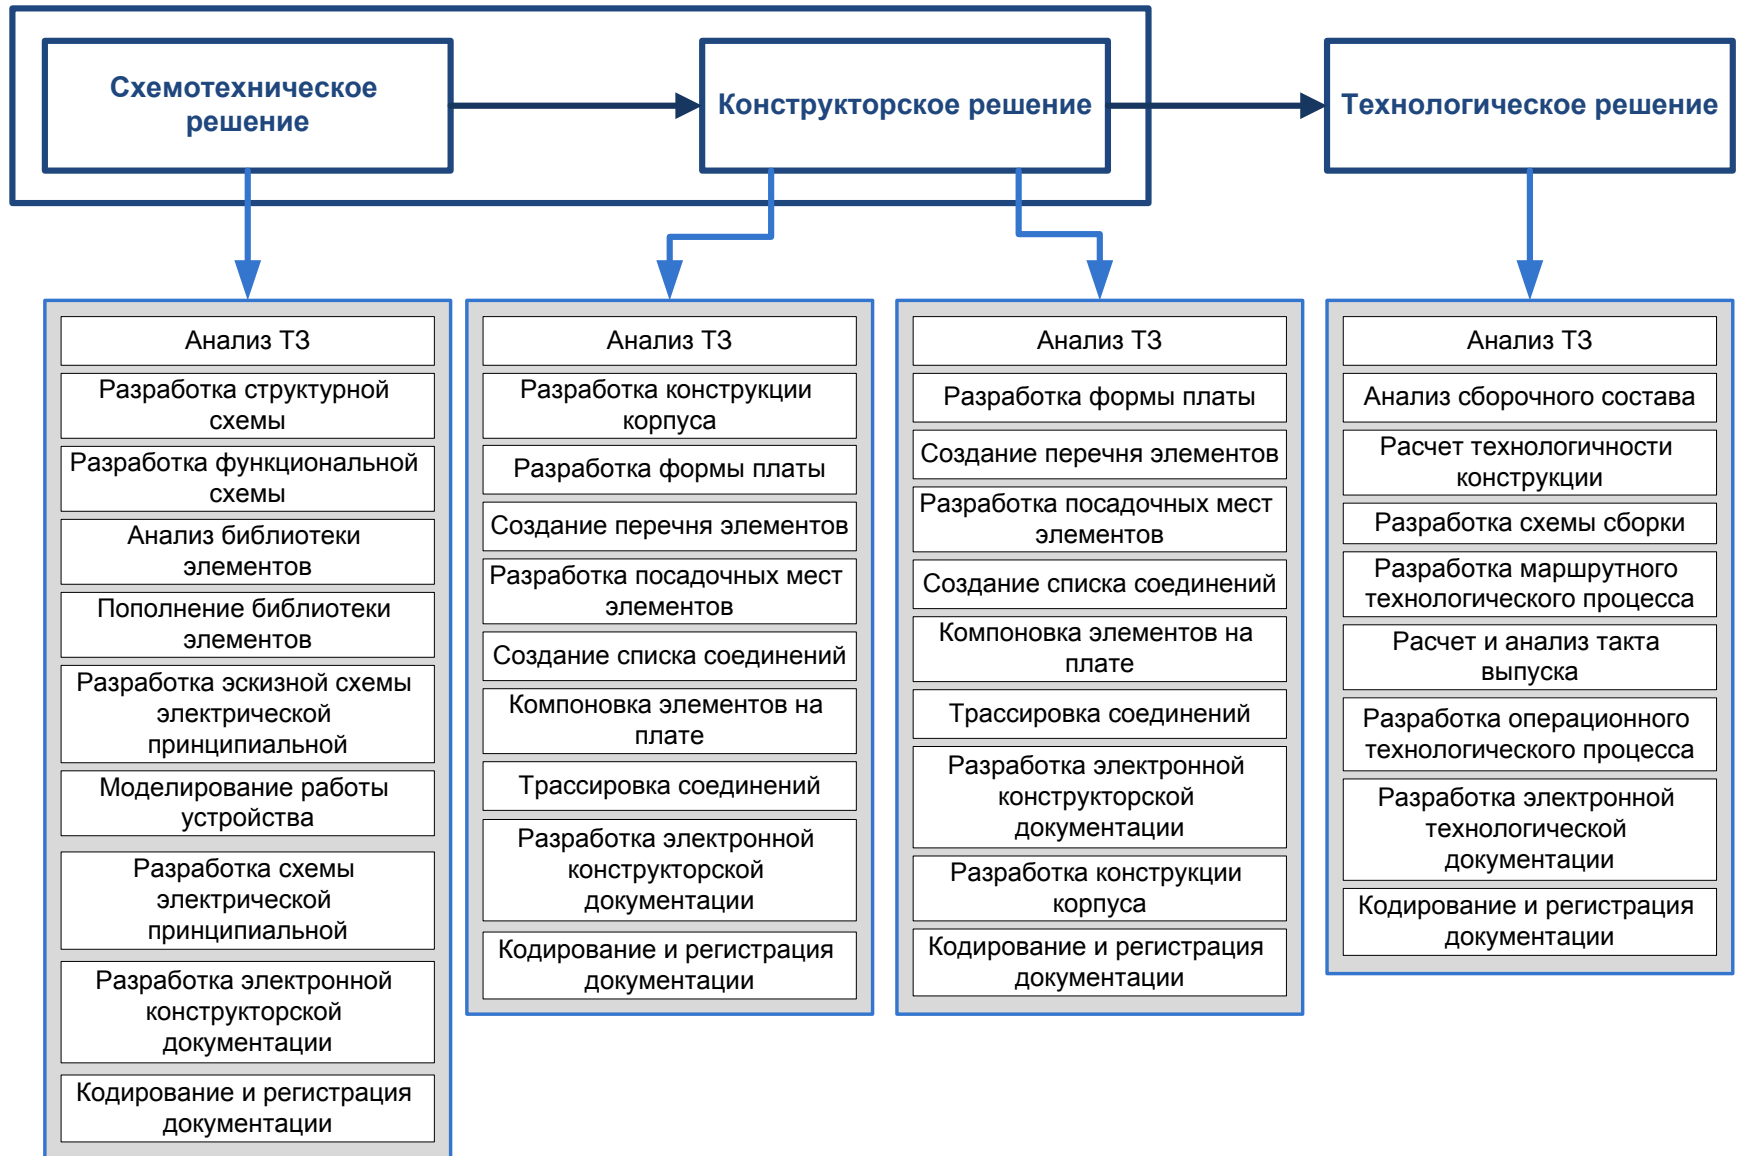 Схемотехническое
решение
Конструкторское решение
Технологическое решение
Анализ ТЗ
Разработка структурной
схемы
Разработка функциональной
схемы
Анализ библиотеки
элементов
Пополнение библиотеки
элементов
Разработка эскизной схемы
электрической
принципиальной
Моделирование работы
устройства
Разработка схемы
электрической
принципиальной
Разработка электронной
конструкторской
документации
Кодирование и регистрация
документации
Анализ ТЗ
Разработка конструкции
корпуса
Разработка формы платы
Создание перечня элементов
Разработка посадочных мест
элементов
Создание списка соединений
Компоновка элементов на
плате
Трассировка соединений
Разработка электронной
конструкторской
документации
Кодирование и регистрация
документации
Анализ ТЗ
Разработка формы платы
Создание перечня элементов
Разработка посадочных мест
элементов
Создание списка соединений
Компоновка элементов на
плате
Трассировка соединений
Разработка электронной
конструкторской
документации
Разработка конструкции
корпуса
Кодирование и регистрация
документации
Анализ ТЗ
Анализ сборочного состава
Расчет технологичности
конструкции
Разработка схемы сборки
Разработка маршрутного
технологического процесса
Расчет и анализ такта
выпуска
Разработка операционного
технологического процесса
Разработка электронной
технологической
документации
Кодирование и регистрация
документации